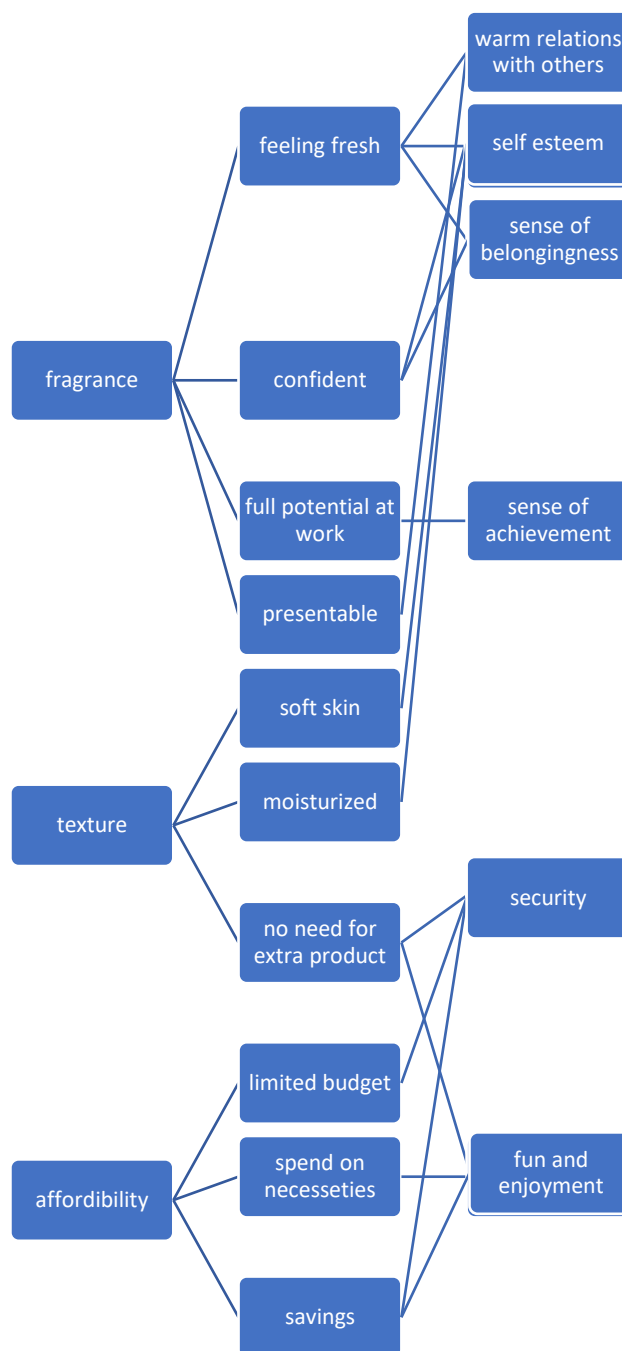 warm relations
with others
feeling fresh
self esteem
sense of
belongingness
fragrance
confident
full potential at
work
sense of
achievement
presentable
soft skin
moisturized
texture
security
no need for
extra product
limited budget
spend on
necesseties
fun and
enjoyment
affordibility
savings